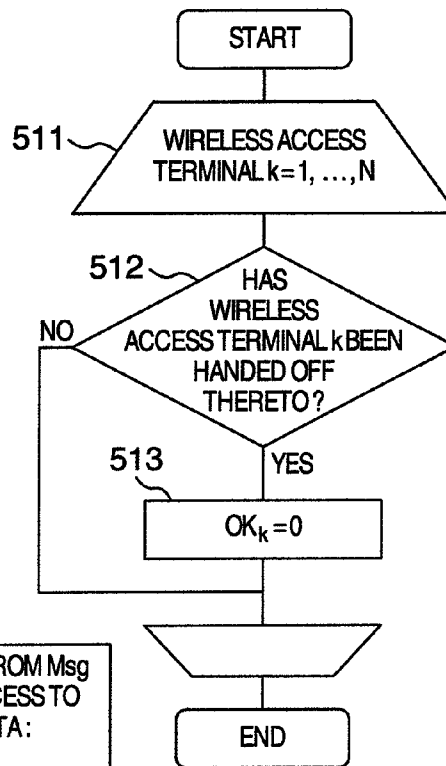 START
511
WIRELESS ACCESS
TERMINAL k=1, ...,N
512
HAS
WIRELESS
ACCESS TERMINAL k BEEN
HANDED OFF
THERETO?
NO
YES
513
OKk=0
ROM Msg
CESS TO
TA:
END